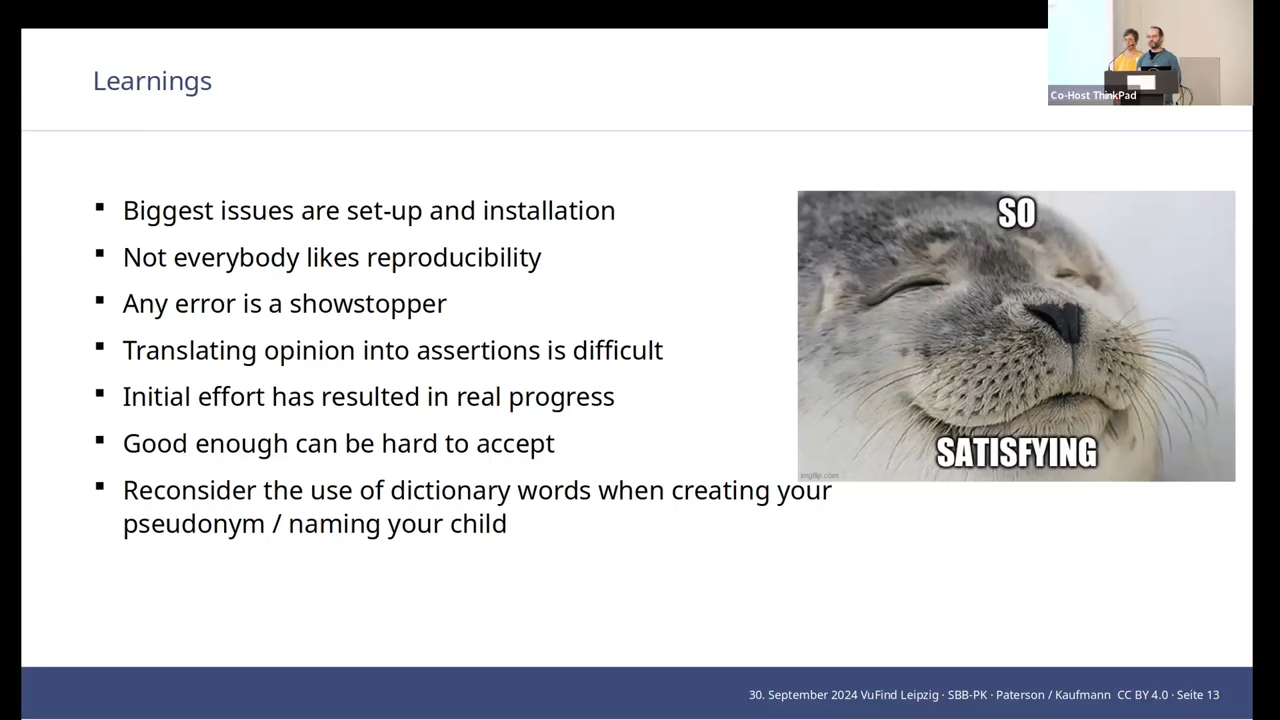 Learnings
Co-Host ThinkPad
▪ Biggest issues are set-up and installation
▪ Not everybody likes reproducibility
▪ Any error is a showstopper
▪ Translating opinion into assertions is difficult
▪ Initial effort has resulted in real progress
▪ Good enough can be hard to accept
▪ Reconsider the use of dictionary words when creating your
pseudonym / naming your child
SO
SATISFYING
imgflip.com
30. September 2024 VuFind Leipzig · SBB-PK · Paterson / Kaufmann CC BY 4.0 · Seite 13